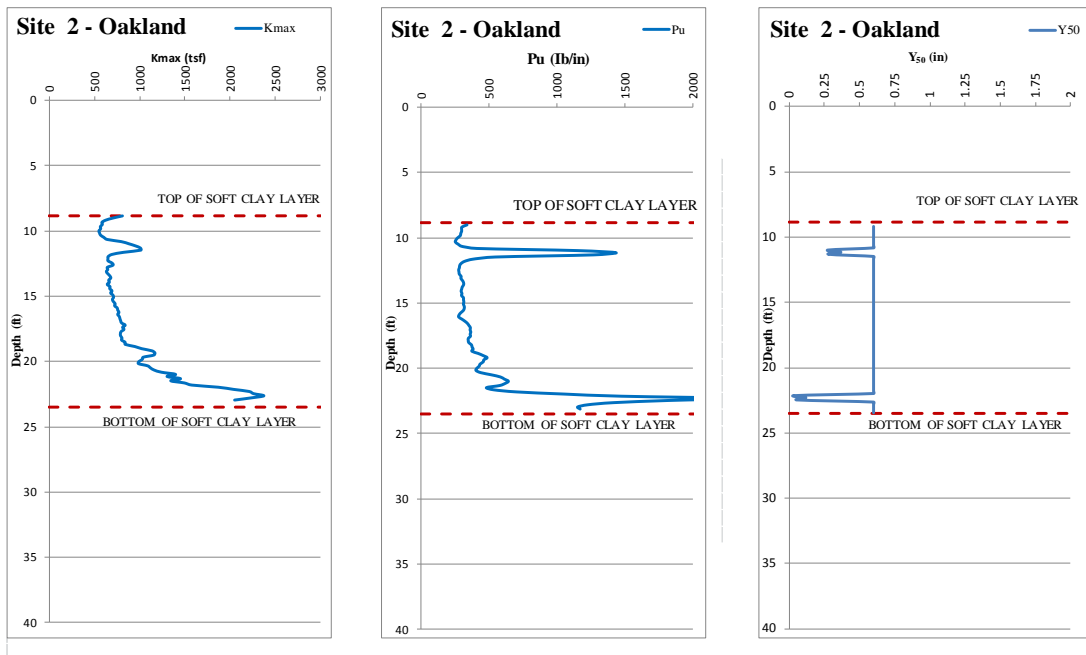 Site 2 - Oakland
Kmax
Kmax (tsf)
0
500
1000
1500
2000
2500
3000
0
5
10
15
20
25
30
35
40
Depth (ft)
TOP OF SOFT CLAY LAYER
BOTTOM OF SOFT CLAY LAYER
Site 2 - Oakland
Pu
Pu (Ib/in)
0
500
1000
1500
2000
0
5
10
15
20
25
30
35
40
Depth (ft)
TOP OF SOFT CLAY LAYER
BOTTOM OF SOFT CLAY LAYER
Site 2 - Oakland
Y50
Y₅₀ (in)
0
0.25
0.5
0.75
1
1.25
1.5
1.75
2
0
5
10
15
20
25
30
35
40
Depth (ft)
TOP OF SOFT CLAY LAYER
BOTTOM OF SOFT CLAY LAYER